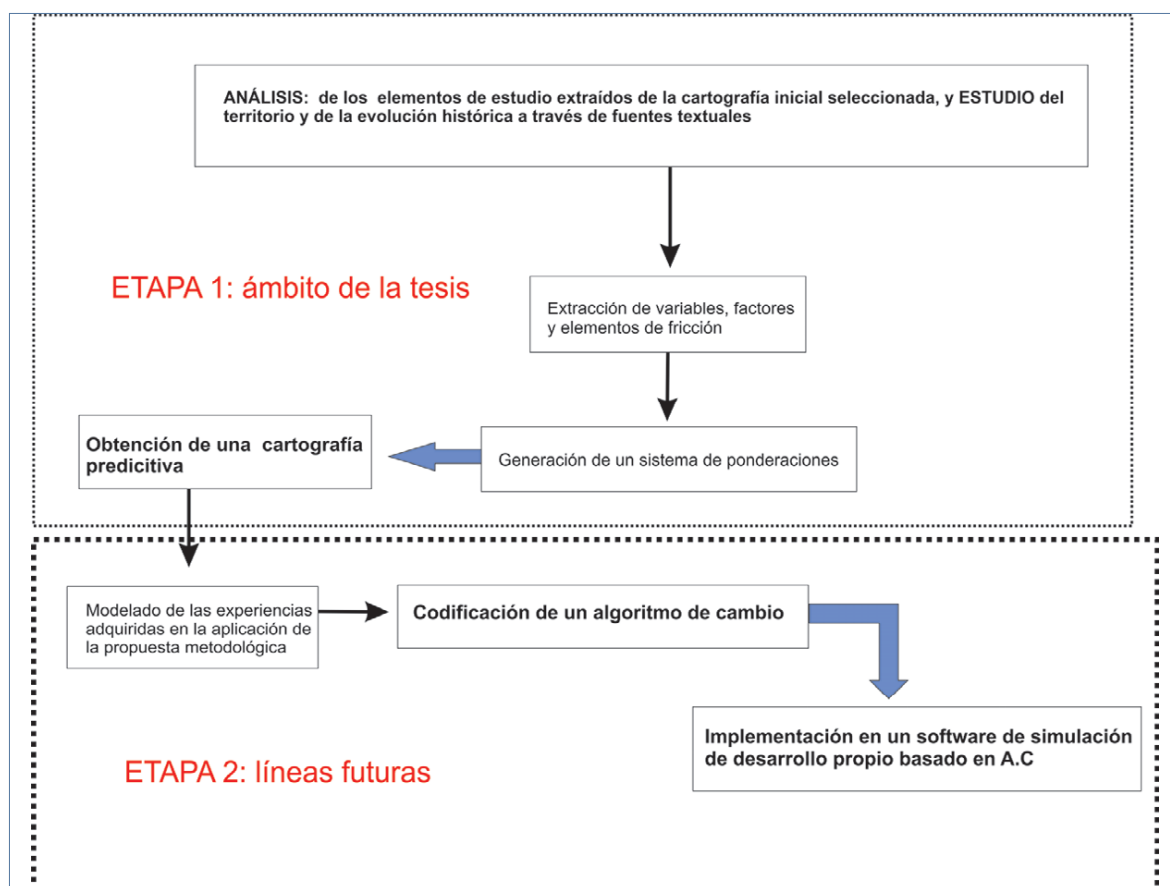 ANÁLISIS: de los elementos de estudio extraídos de la cartografía inicial seleccionada, y ESTUDIO del
territorio y de la evolución histórica a través de fuentes textuales
ETAPA 1: ámbito de la tesis
Extracción de variables, factores
y elementos de fricción
Obtención de una cartografía
predicitiva
Generación de un sistema de ponderaciones
Modelado de las experiencias
adquiridas en la aplicación de
la propuesta metodológica
Codificación de un algoritmo de cambio
Implementación en un software de simulación
de desarrollo propio basado en A.C
ETAPA 2: líneas futuras